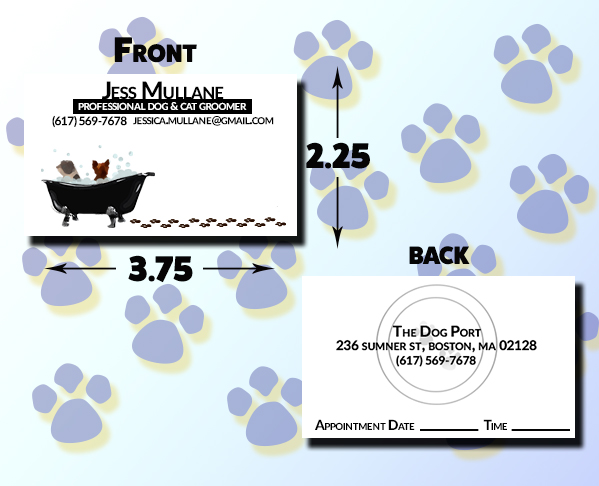 Front
Jess Mullane
PROFESSIONAL DOG & CAT GROOMER
(617) 569-7678 JESSICA.MULLANE@GMAIL.COM
2.25
3.75
BACK
The Dog Port
236 SUMNER ST, BOSTON, MA 02128
(617) 569-7678
Appointment Date ________ Time ________